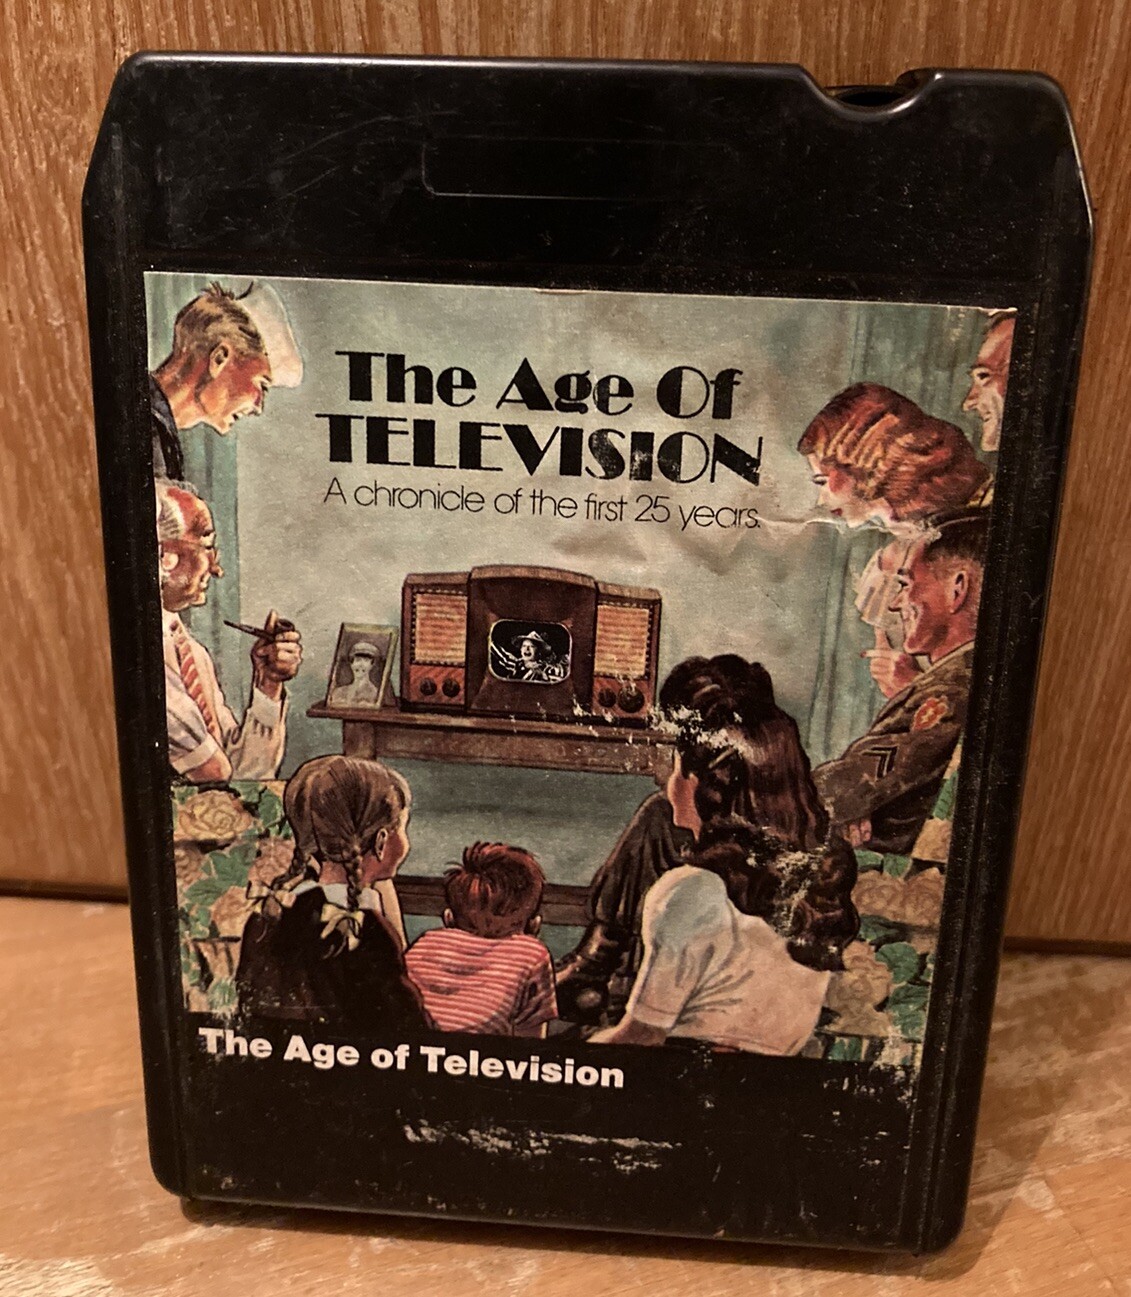 The Age Of
TELEVISION
A chronicle of the first 25 years.
The Age of Television